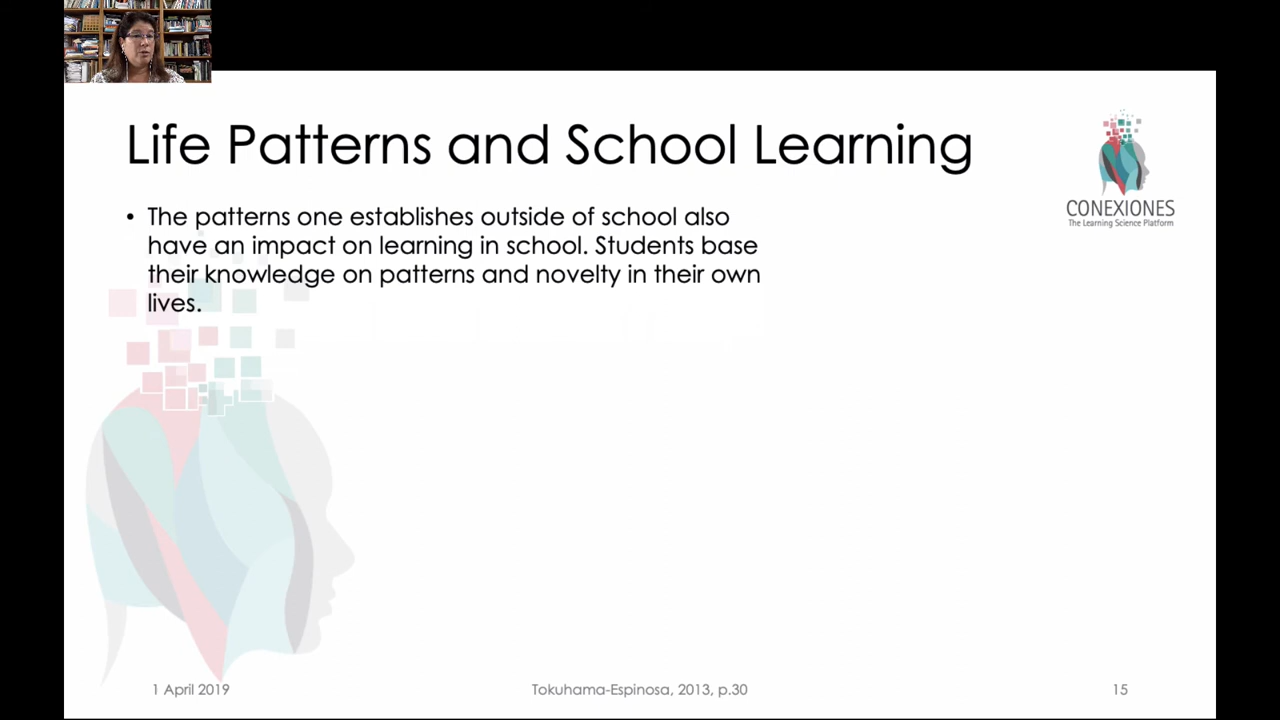 Life Patterns and School Learning
CONEXIONES
The Learning Science Platform
• The patterns one establishes outside of school also
have an impact on learning in school. Students base
their knowledge on patterns and novelty in their own
lives.
1 April 2019
Tokuhama-Espinosa, 2013, p.30
15